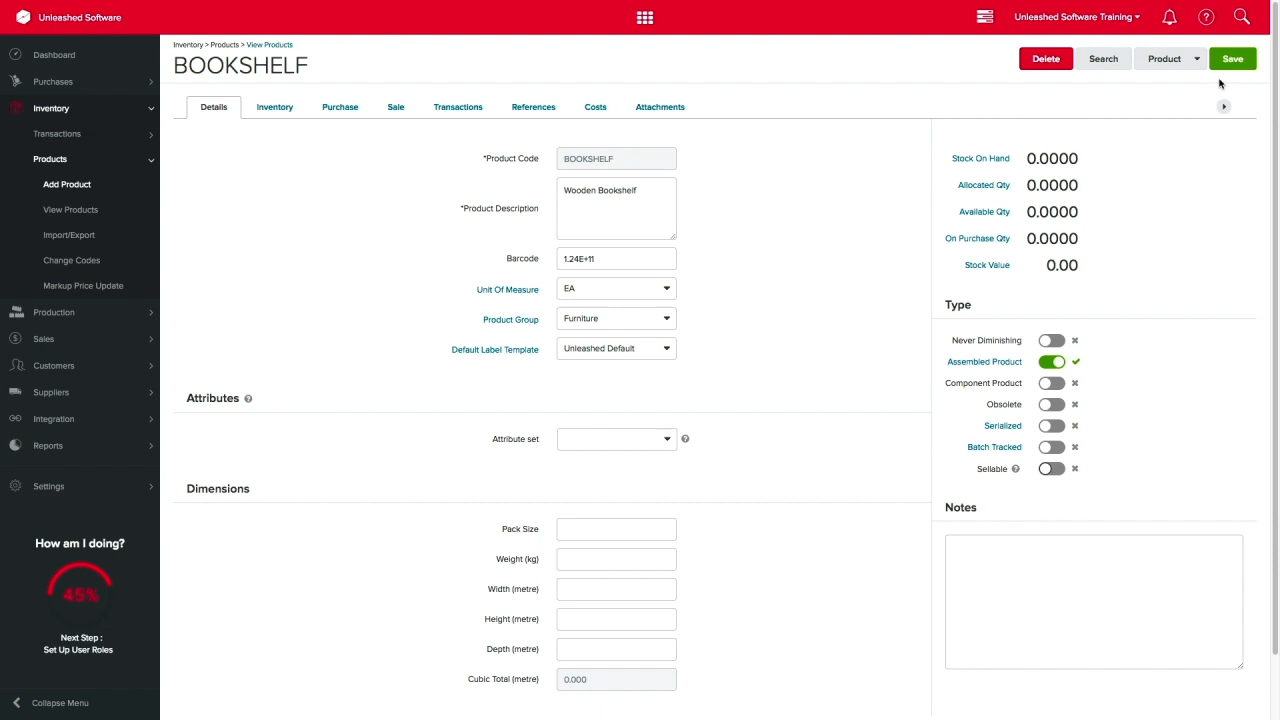 Unleashed Software
Unleashed Software Training
Dashboard
Purchases
Inventory
Transactions
Products
Add Product
View Products
Import/Export
Change Codes
Markup Price Update
Production
Sales
Customers
Suppliers
Integration
Reports
Settings
How am I doing?
45%
Next Step :
Set Up User Roles
Collapse Menu
Inventory > Products > View Products
BOOKSHELF
Delete
Search
Product
Save
Details
Inventory
Purchase
Sale
Transactions
References
Costs
Attachments
*Product Code BOOKSHELF
*Product Description Wooden Bookshelf
Barcode 1.24E+11
Unit Of Measure EA
Product Group Furniture
Default Label Template Unleashed Default
Attributes ?
Attribute set ?
Dimensions
Pack Size
Weight (kg)
Width (metre)
Height (metre)
Depth (metre)
Cubic Total (metre) 0.000
Stock On Hand 0.0000
Allocated Qty 0.0000
Available Qty 0.0000
On Purchase Qty 0.0000
Stock Value 0.00
Type
Never Diminishing
Assembled Product
Component Product
Obsolete
Serialized
Batch Tracked
Sellable ?
Notes